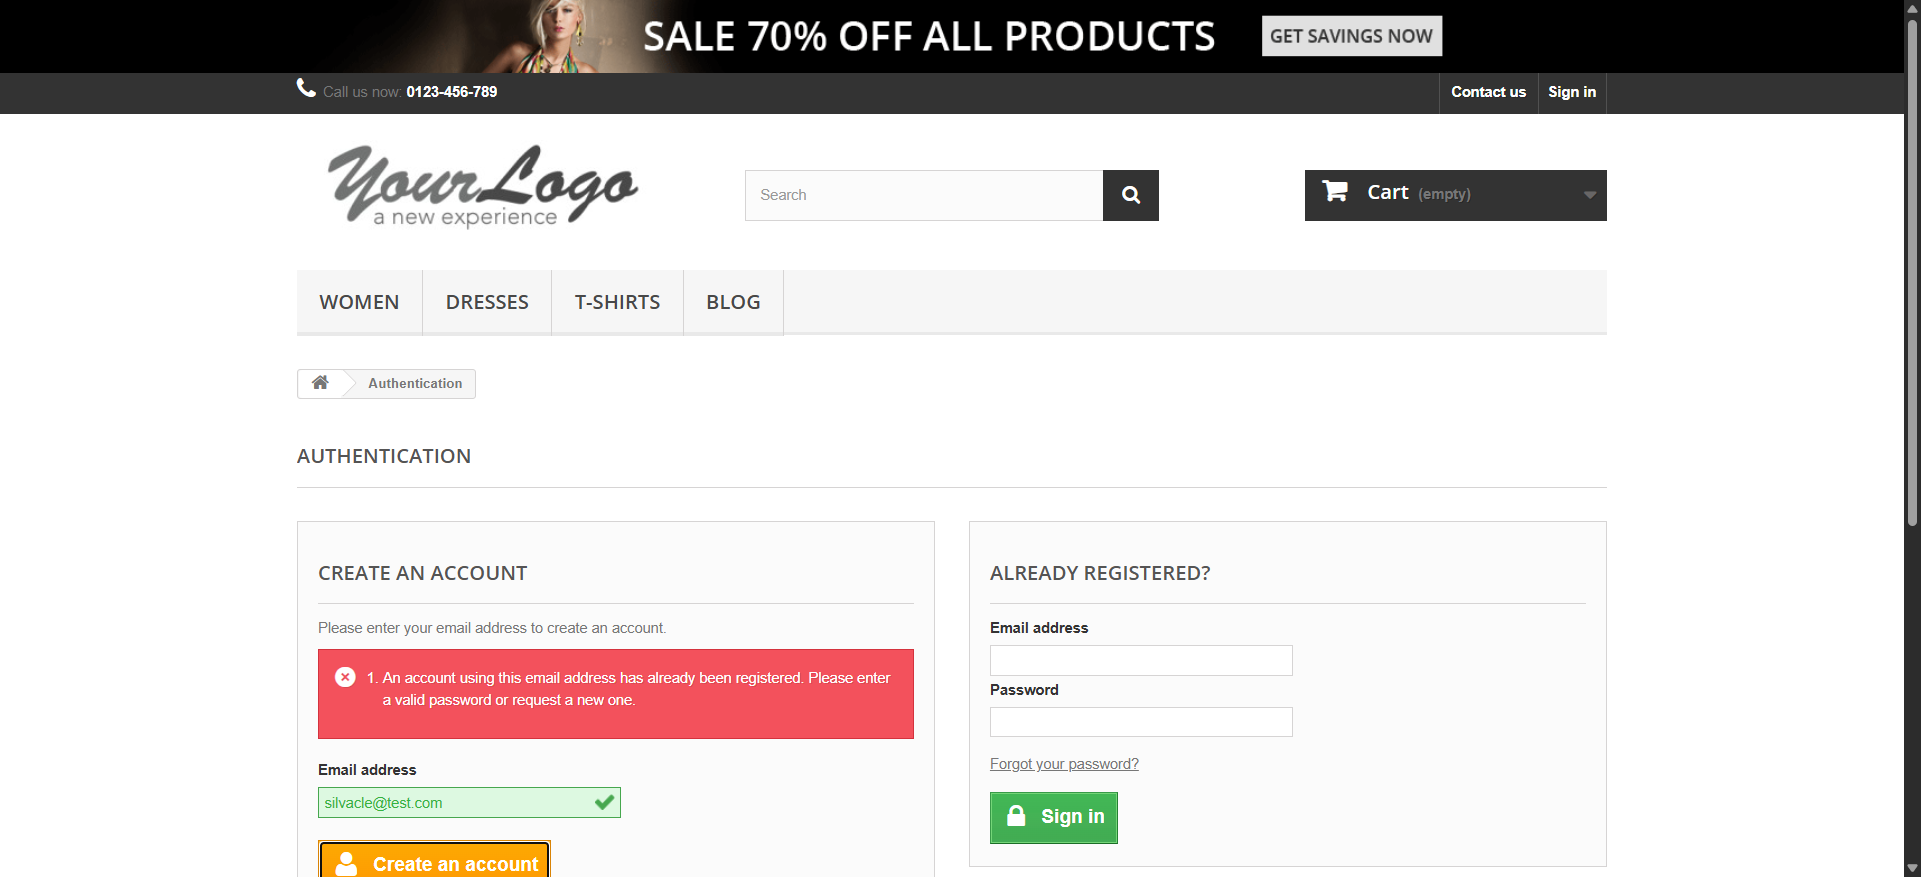 SALE 70% OFF ALL PRODUCTS
GET SAVINGS NOW
Call us now: 0123-456-789
Contact us
Sign in
YourLogo
a new experience
Search
Cart (empty)
WOMEN
DRESSES
T-SHIRTS
BLOG
Authentication
AUTHENTICATION
CREATE AN ACCOUNT
Please enter your email address to create an account.
1. An account using this email address has already been registered. Please enter
a valid password or request a new one.
Email address
silvacle@test.com
Create an account
ALREADY REGISTERED?
Email address
Password
Forgot your password?
Sign in